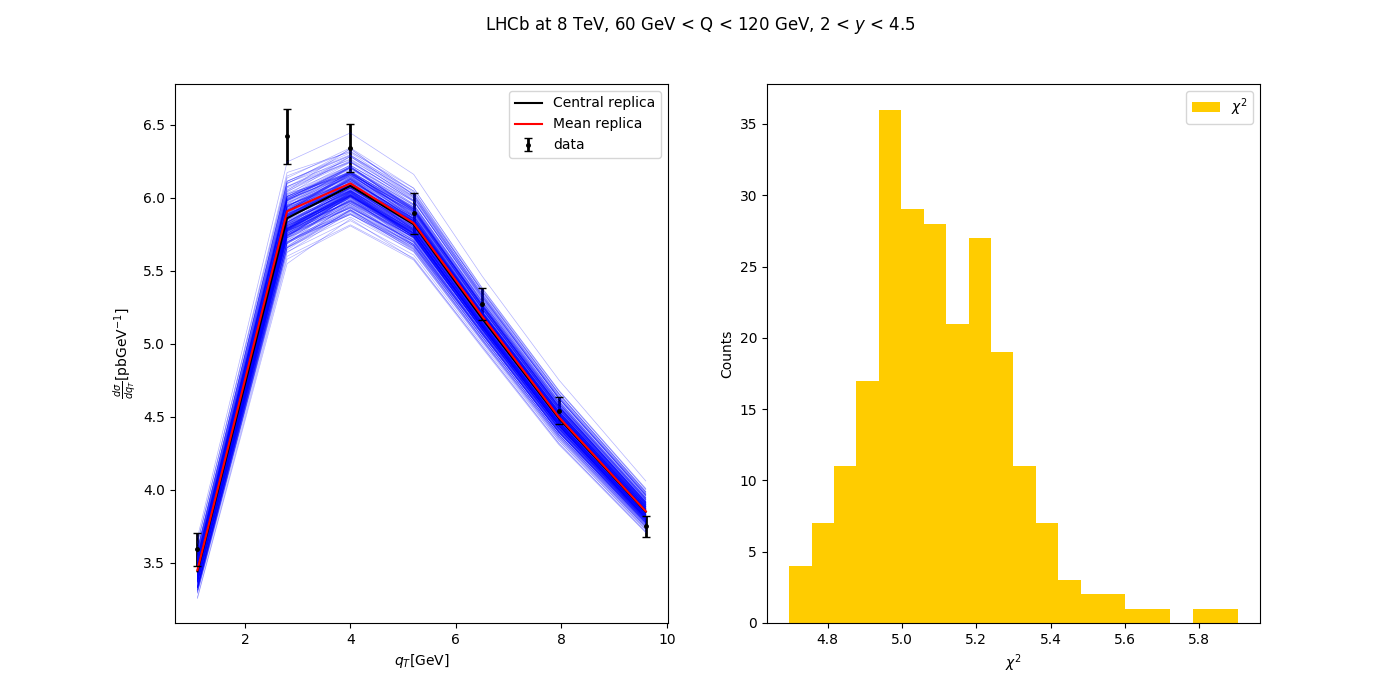 LHCb at 8 TeV, 60 GeV < Q < 120 GeV, 2 < y < 4.5
Central replica
Mean replica
data
6.5
6.0
5.5
5.0
4.5
4.0
3.5
dσ/dq_T[pbGeV⁻¹]
2 4 6 8 10
q_T[GeV]
χ²
35
30
25
20
15
10
5
0
Counts
4.8 5.0 5.2 5.4 5.6 5.8
χ²